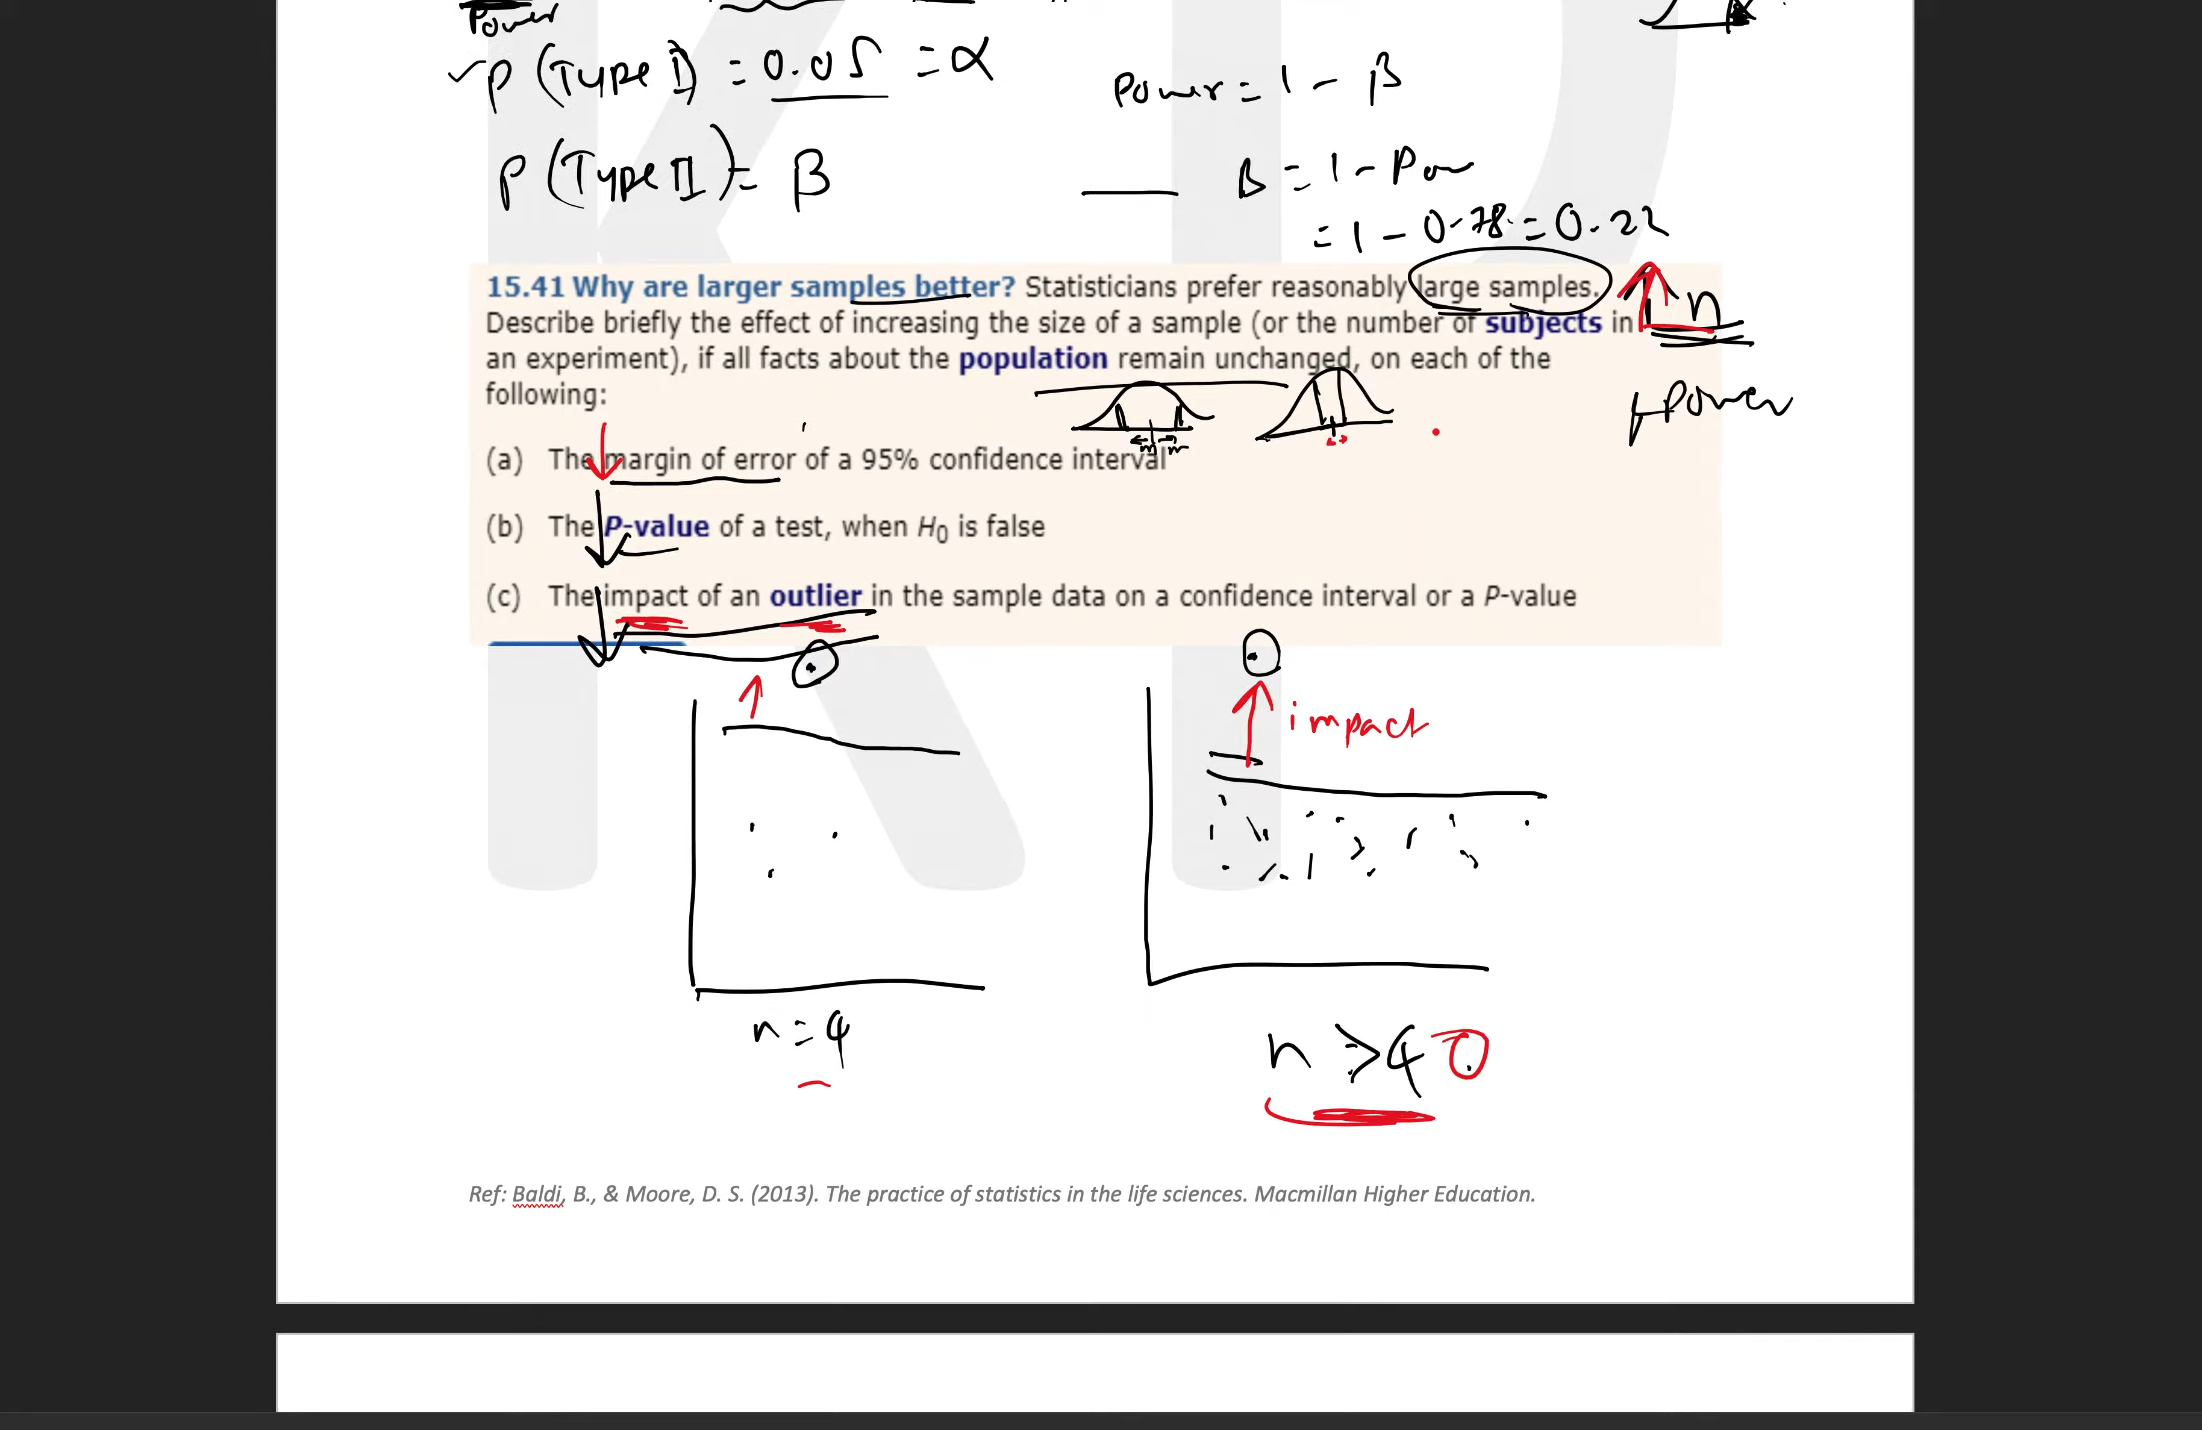 Power
P (Type I) = 0.05 = α
Power = 1 - β
P (Type II) = β
B = 1 - Pow
= 1 - 0.78 = 0.22
15.41 Why are larger samples better? Statisticians prefer reasonably large samples.
Describe briefly the effect of increasing the size of a sample (or the number of subjects in
an experiment), if all facts about the population remain unchanged, on each of the
following:
n
Power
m m
(a) The margin of error of a 95% confidence interval
(b) The P-value of a test, when H0 is false
(c) The impact of an outlier in the sample data on a confidence interval or a P-value
impact
n = 4
n > 40
Ref: Baldi, B., & Moore, D. S. (2013). The practice of statistics in the life sciences. Macmillan Higher Education.